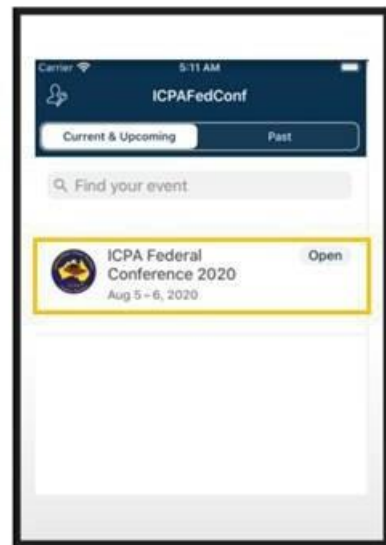 Carrier 5:11 AM
ICPAFedConf
Current & Upcoming Past
Find your event
ICPA Federal Open
Conference 2020
Aug 5 – 6, 2020